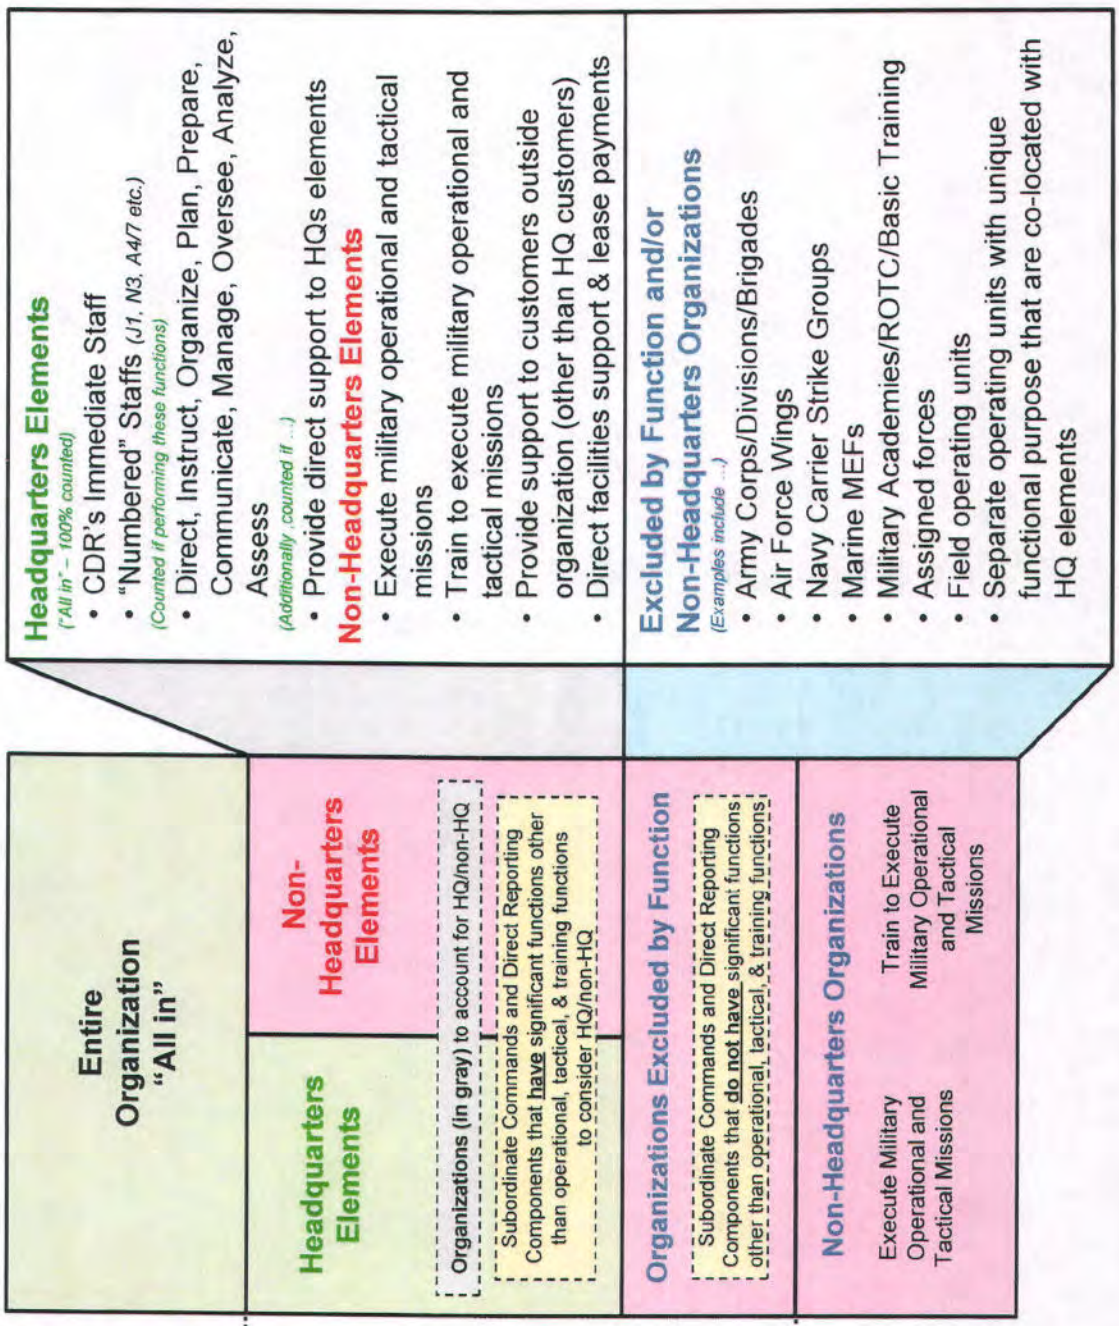 Entire
Organization
“All in”
Headquarters
Elements
Non-
Headquarters
Elements
Organizations (in gray) to account for HQ/non-HQ
Subordinate Commands and Direct Reporting
Components that have significant functions other
than operational, tactical, & training functions
to consider HQ/non-HQ
Organizations Excluded by Function
Subordinate Commands and Direct Reporting
Components that do not have significant functions
other than operational, tactical, & training functions
Non-Headquarters Organizations
Execute Military
Operational and
Tactical Missions
Train to Execute
Military Operational
and Tactical
Missions
Headquarters Elements
("All in" – 100% counted)
• CDR's Immediate Staff
• “Numbered” Staffs (J1, N3, A4/7 etc.)
(Counted if performing these functions)
• Direct, Instruct, Organize, Plan, Prepare,
Communicate, Manage, Oversee, Analyze,
Assess
(Additionally counted if …)
• Provide direct support to HQs elements
Non-Headquarters Elements
• Execute military operational and tactical
missions
• Train to execute military operational and
tactical missions
• Provide support to customers outside
organization (other than HQ customers)
• Direct facilities support & lease payments
Excluded by Function and/or
Non-Headquarters Organizations
(Examples include …)
• Army Corps/Divisions/Brigades
• Air Force Wings
• Navy Carrier Strike Groups
• Marine MEFs
• Military Academies/ROTC/Basic Training
• Assigned forces
• Field operating units
• Separate operating units with unique
functional purpose that are co-located with
HQ elements